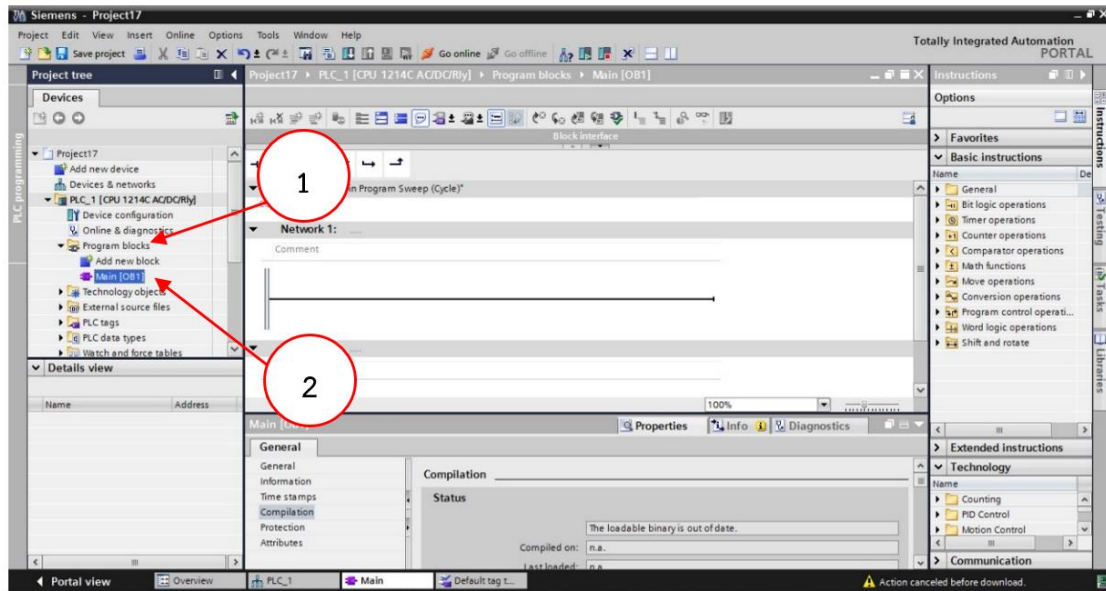 Siemens - Project17
Project Edit View Insert Online Options Tools Window Help
Totally Integrated Automation
PORTAL
Save project Go online Go offline
Project tree
Devices
Project17
Add new device
Devices & networks
PLC_1 [CPU 1214C AC/DC/Rly]
Device configuration
Online & diagnostics
Program blocks
Add new block
Main [OB1]
Technology objects
External source files
PLC tags
PLC data types
Watch and force tables
Details view
Name Address
PLC programming
Project17 PLC_1 [CPU 1214C AC/DC/Rly] Program blocks Main [OB1]
Block interface
1
Program Sweep (Cycle)"
Network 1: .....
Comment
2
100%
Properties Info Diagnostics
General
General
Information
Time stamps
Compilation
Protection
Attributes
Compilation
Status
The loadable binary is out of date.
Compiled on: n.a.
Last loaded: n.a.
Instructions
Options
Favorites
Basic instructions
Name De
General
Bit logic operations
Timer operations
Counter operations
Comparator operations
Math functions
Move operations
Conversion operations
Program control operati...
Word logic operations
Shift and rotate
Extended instructions
Technology
Name
Counting
PID Control
Motion Control
Communication
Instructions
Testing
Tasks
Libraries
Portal view Overview PLC_1 Main Default tag t...
Action canceled before download.